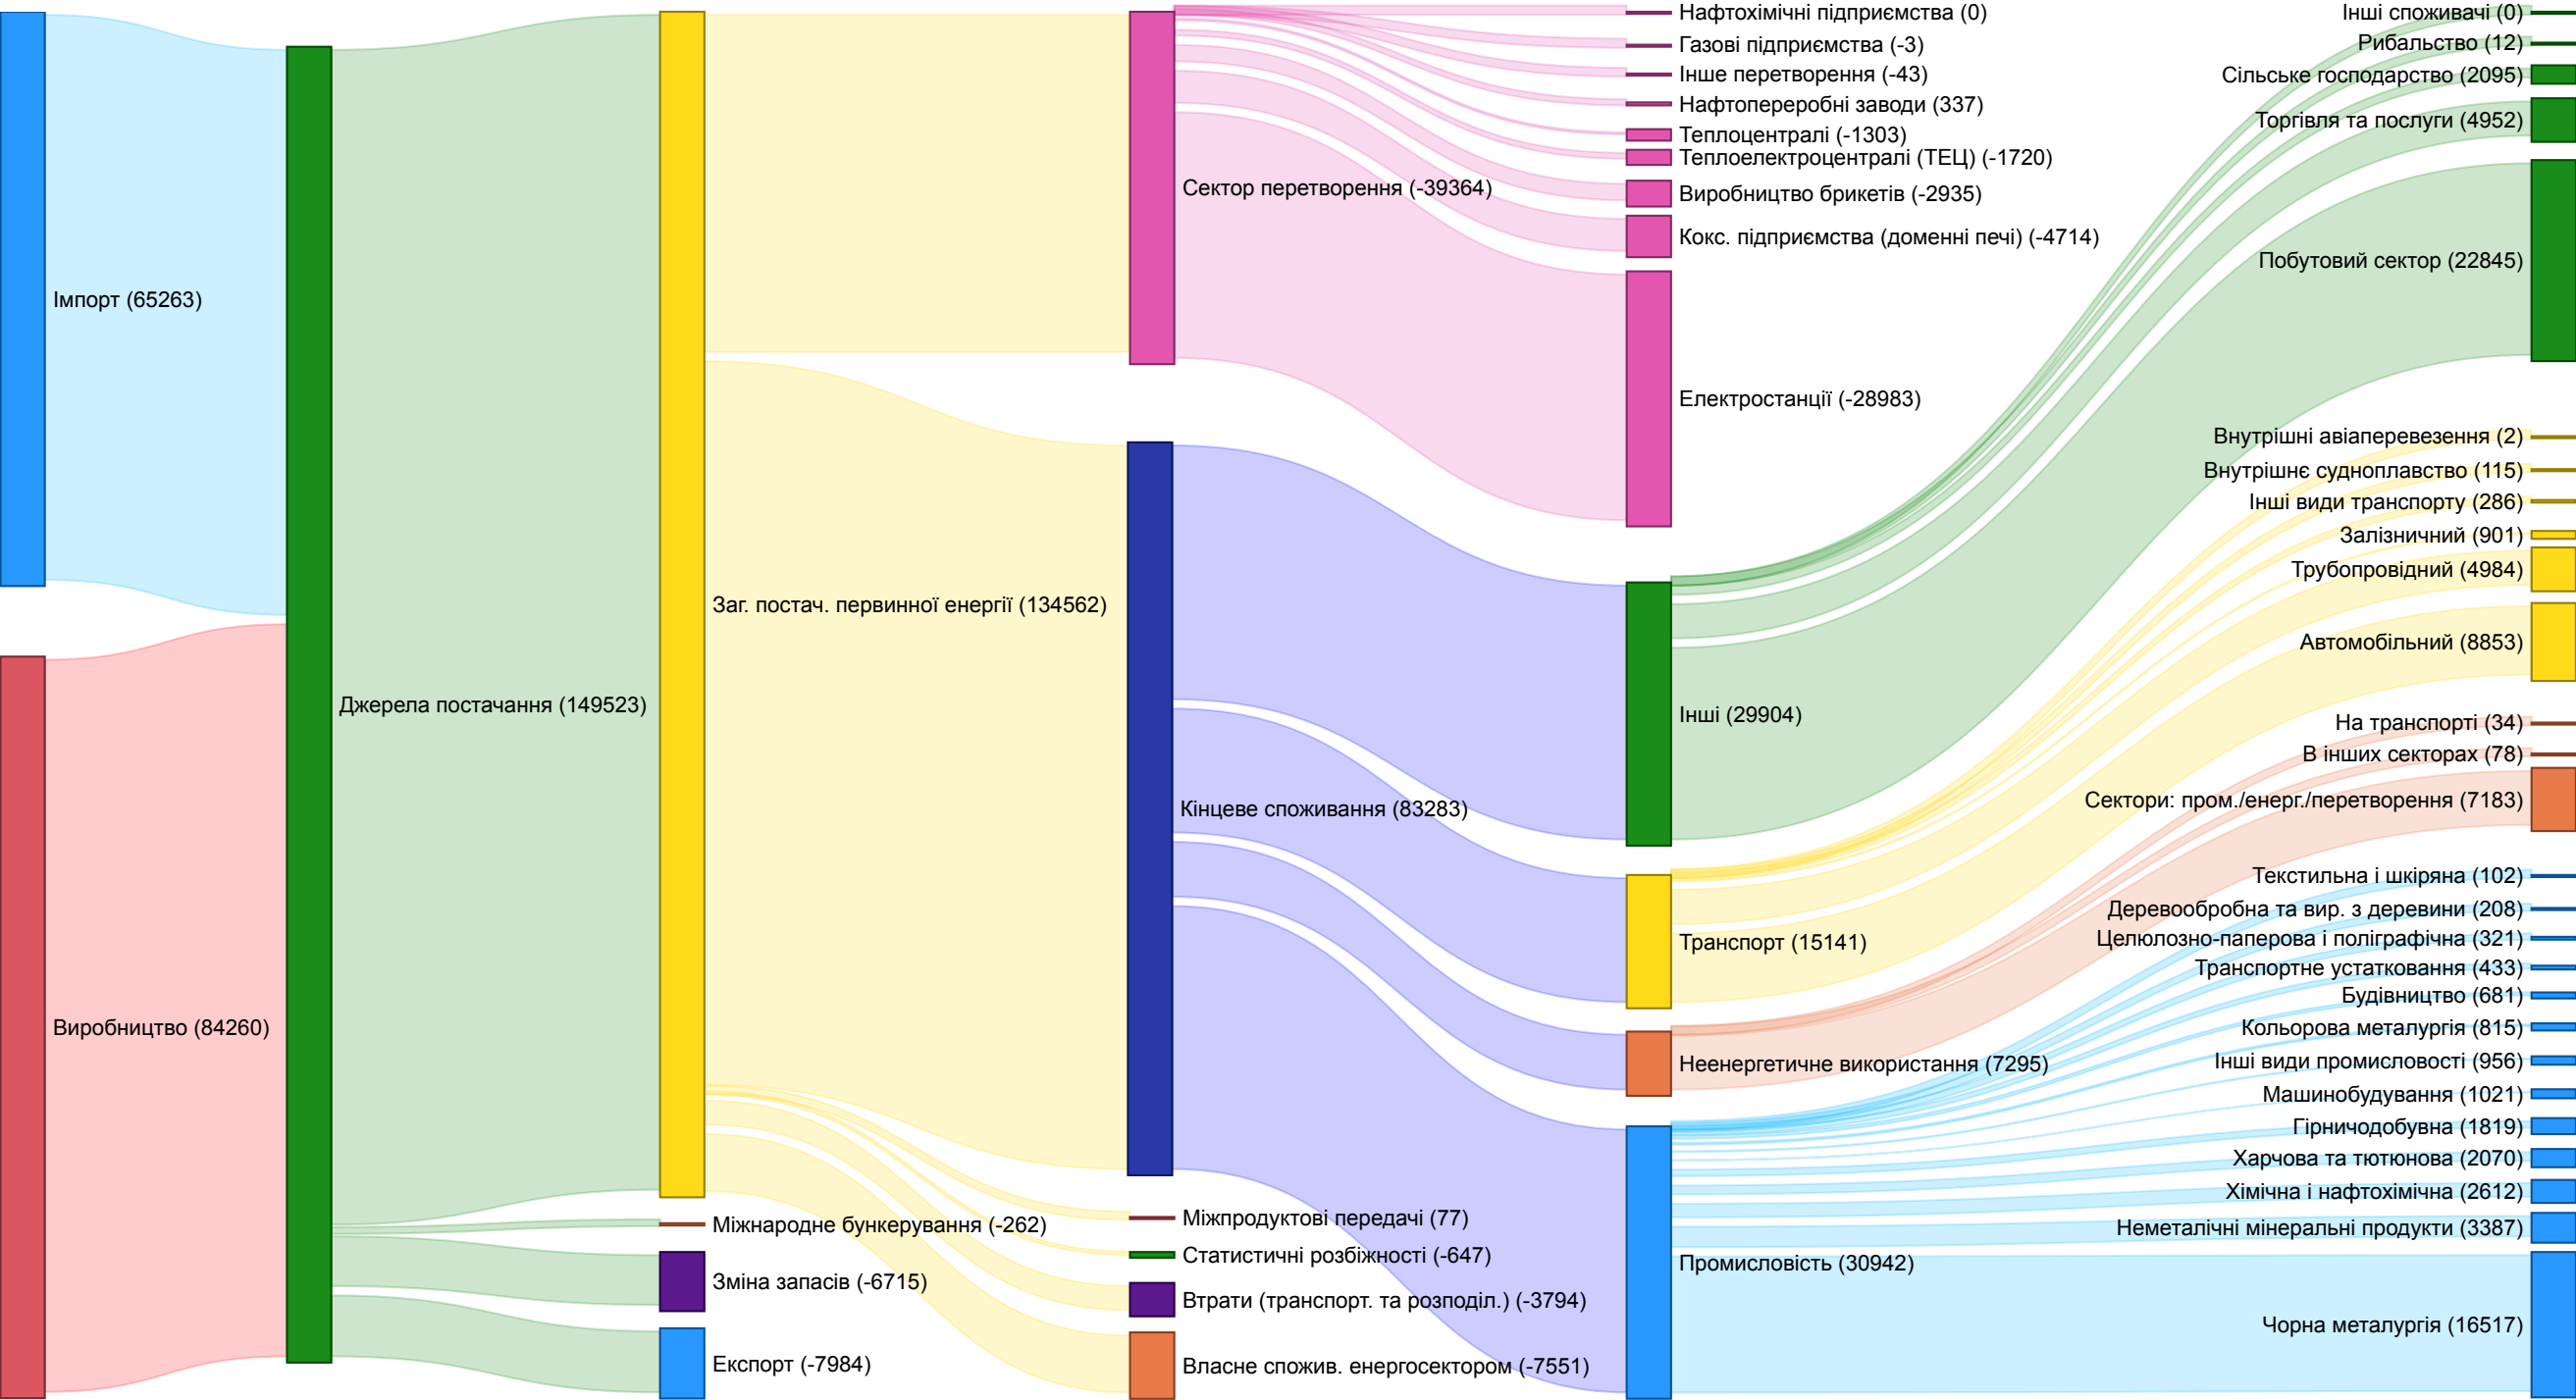 Імпорт (65263)
Виробництво (84260)
Джерела постачання (149523)
Заг. постач. первинної енергії (134562)
Міжнародне бункерування (-262)
Зміна запасів (-6715)
Експорт (-7984)
Сектор перетворення (-39364)
Кінцеве споживання (83283)
Міжпродуктові передачі (77)
Статистичні розбіжності (-647)
Втрати (транспорт. та розподіл.) (-3794)
Власне спожив. енергосектором (-7551)
Нафтохімічні підприємства (0)
Газові підприємства (-3)
Інше перетворення (-43)
Нафтопереробні заводи (337)
Теплоцентралі (-1303)
Теплоелектроцентралі (ТЕЦ) (-1720)
Виробництво брикетів (-2935)
Кокс. підприємства (доменні печі) (-4714)
Електростанції (-28983)
Інші (29904)
Транспорт (15141)
Неенергетичне використання (7295)
Промисловість (30942)
Інші споживачі (0)
Рибальство (12)
Сільське господарство (2095)
Торгівля та послуги (4952)
Побутовий сектор (22845)
Внутрішні авіаперевезення (2)
Внутрішнє судноплавство (115)
Інші види транспорту (286)
Залізничний (901)
Трубопровідний (4984)
Автомобільний (8853)
На транспорті (34)
В інших секторах (78)
Сектори: пром./енерг./перетворення (7183)
Текстильна і шкіряна (102)
Деревообробна та вир. з деревини (208)
Целюлозно-паперова і поліграфічна (321)
Транспортне устатковання (433)
Будівництво (681)
Кольорова металургія (815)
Інші види промисловості (956)
Машинобудування (1021)
Гірничодобувна (1819)
Харчова та тютюнова (2070)
Хімічна і нафтохімічна (2612)
Неметалічні мінеральні продукти (3387)
Чорна металургія (16517)